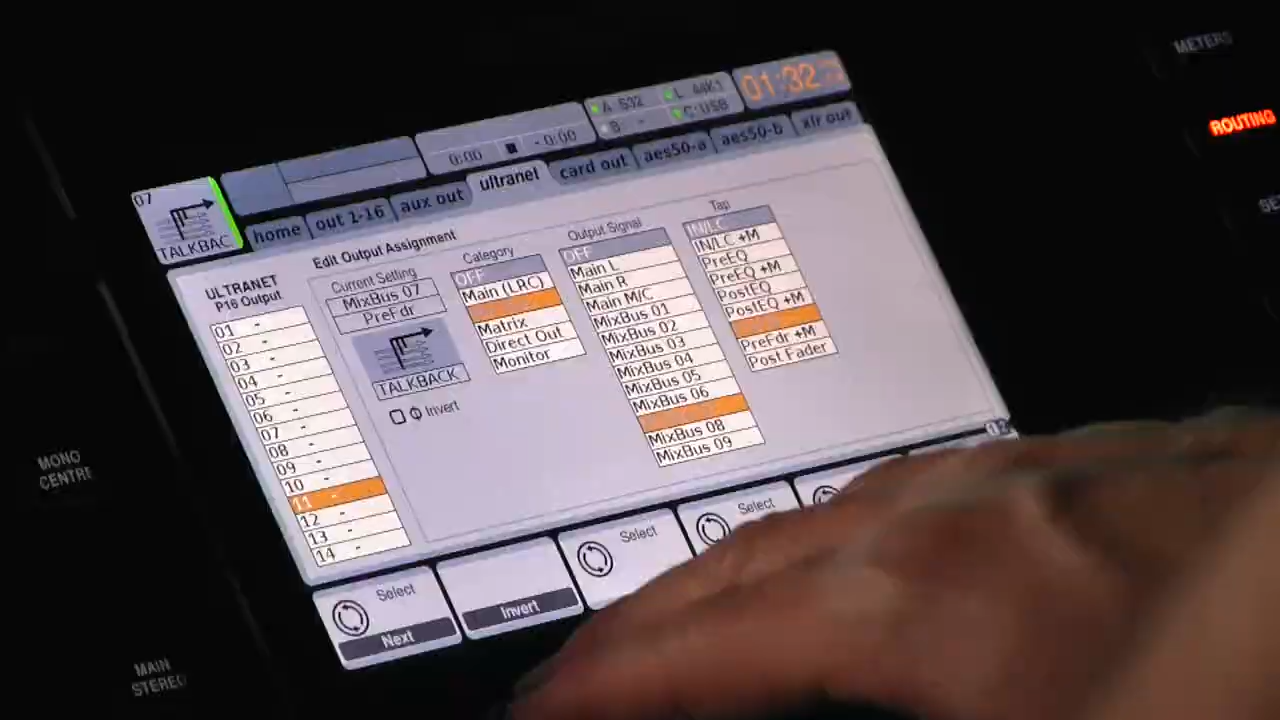 METERS
ROUTING
07
TALKBAC
0:00
- 0:00
A S32
L 44K1
B -
C:USB
01:32
home
out 1-16
aux out
ultranet
card out
aes50-a
aes50-b
xlr out
ULTRANET
P16 Output
01 -
02 -
03 -
04 -
05 -
06 -
07 -
08 -
09 -
10 -
11 -
12 -
13 -
14 -
Edit Output Assignment
Current Setting
MixBus 07
PreFdr
TALKBACK
Invert
Category
OFF
Main (LRC)
Matrix
Direct Out
Monitor
Output Signal
OFF
Main L
Main R
Main M/C
MixBus 01
MixBus 02
MixBus 03
MixBus 04
MixBus 05
MixBus 06
MixBus 08
MixBus 09
Tap
IN/LC
IN/LC +M
PreEQ
PreEQ +M
PostEQ
PostEQ +M
PreFdr +M
Post Fader
Select
Next
Invert
Select
Select
MONO
CENTRE
MAIN
STEREO